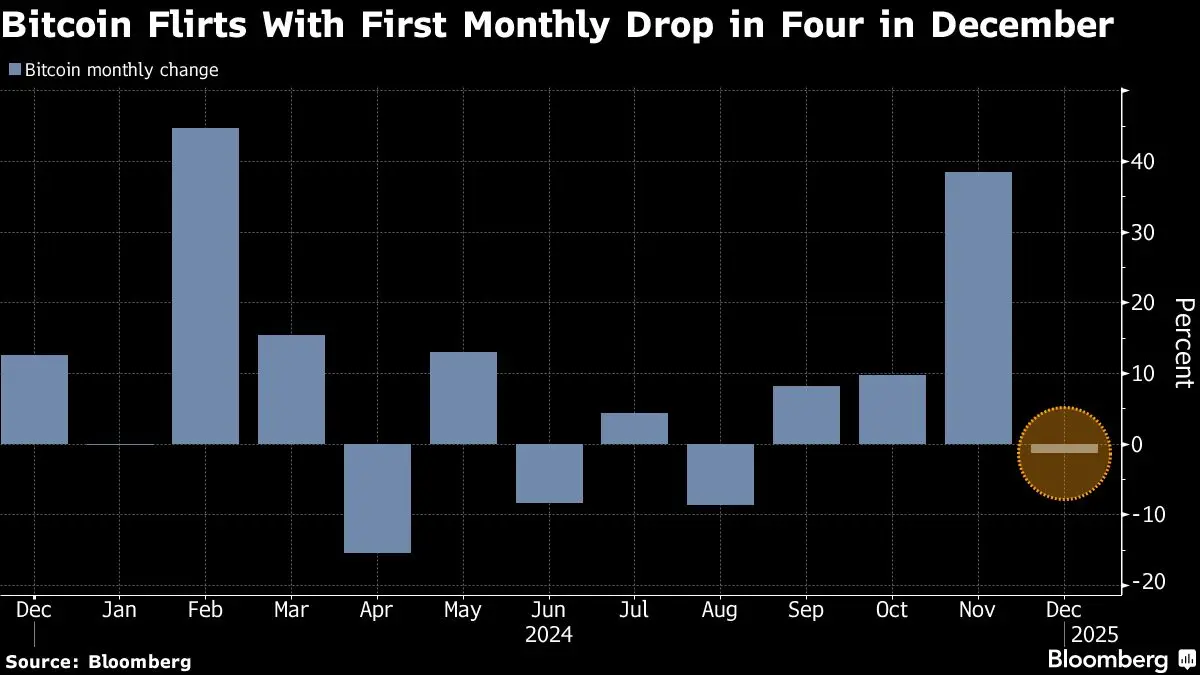 Bitcoin Flirts With First Monthly Drop in Four in December
Bitcoin monthly change
40
30
20
10
0
-10
-20
Percent
Dec Jan Feb Mar Apr May Jun Jul Aug Sep Oct Nov Dec
2024 2025
Source: Bloomberg
Bloomberg